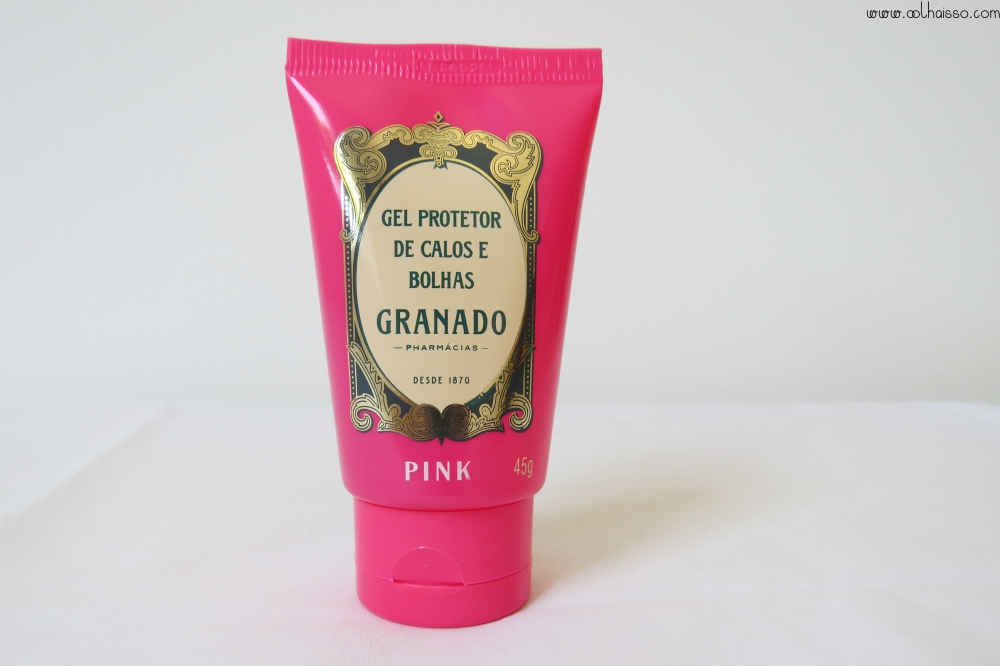 www.oolhaisso.com
GEL PROTETOR
DE CALOS E
BOLHAS
GRANADO
PHARMÁCIAS
DESDE 1870
PINK
45g